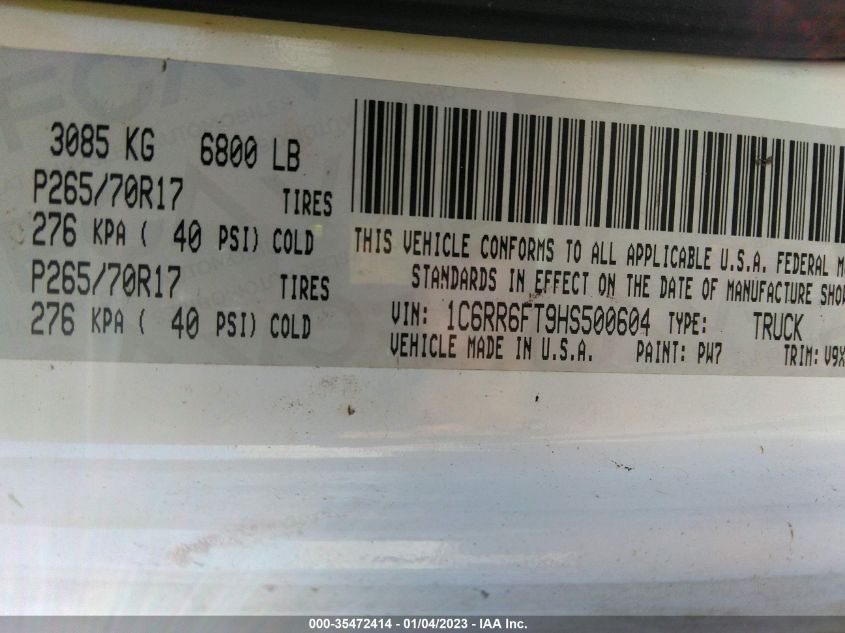 3085 KG 6800 LB
P265/70R17 TIRES
276 KPA ( 40 PSI) COLD
P265/70R17 TIRES
276 KPA ( 40 PSI) COLD
THIS VEHICLE CONFORMS TO ALL APPLICABLE U.S.A. FEDERAL M
STANDARDS IN EFFECT ON THE DATE OF MANUFACTURE SHO
VIN: 1C6RR6FT9HS500604 TYPE: TRUCK
VEHICLE MADE IN U.S.A. PAINT: PW7 TRIM: V9X
000-35472414 - 01/04/2023 - IAA Inc.